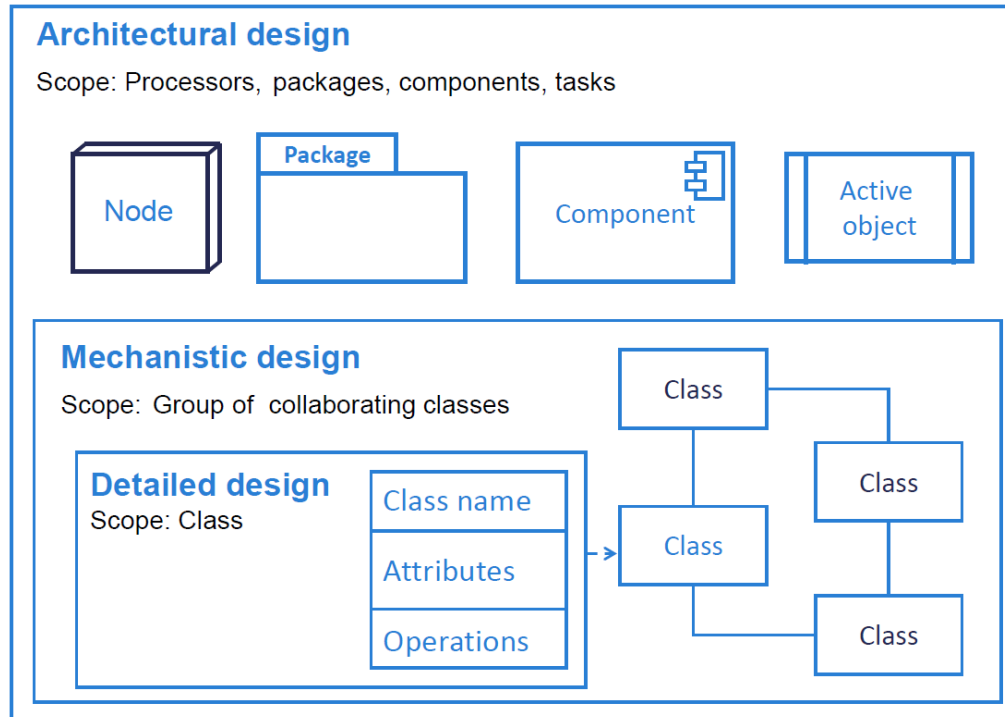 Architectural design
Scope: Processors, packages, components, tasks
Node
Package
Component
Active
object
Mechanistic design
Scope: Group of collaborating classes
Detailed design
Scope: Class
Class name
Attributes
Operations
Class
Class
Class
Class